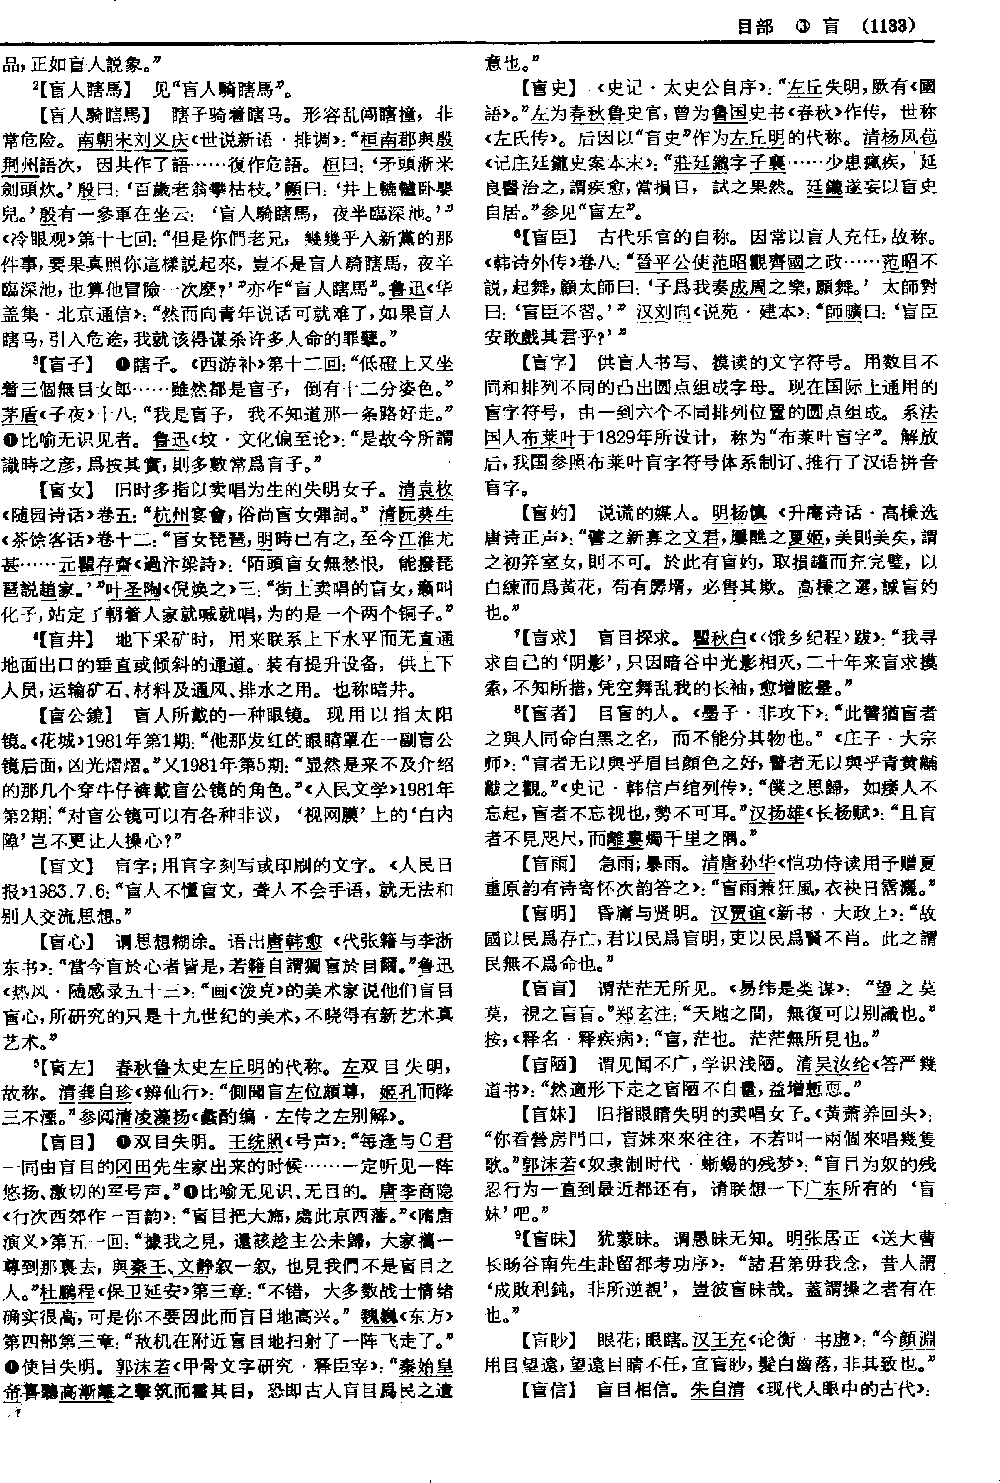 目部 ③ 盲 (1133)
品,正如盲人説象。”
²【盲人瞎馬】 见“盲人騎瞎馬”。
【盲人騎瞎馬】 瞎子骑着瞎马。形容乱闯瞎撞,非
常危险。南朝宋刘义庆《世说新语·排调》:“桓南郡與殷
荆州語次,因共作了語……復作危語。桓曰:‘矛頭淅米
劍頭炊。’殷曰:‘百歲老翁攀枯枝。’顧曰:‘井上轆轤卧嬰
兒。’殷有一參軍在坐云:‘盲人騎瞎馬,夜半臨深池。’”
《冷眼观》第十七回:“但是你們老兄,幾幾乎入新黨的那
件事,要果真照你這樣説起來,豈不是盲人騎瞎馬,夜半
臨深池,也算他冒險一次麽?’”亦作“盲人瞎馬”。鲁迅《华
盖集·北京通信》:“然而向青年说话可就难了,如果盲人
瞎马,引入危途,我就该得谋杀许多人命的罪孽。”
³【盲子】 ❶瞎子。《西游补》第十二回:“低磴上又坐
着三個無目女郎……雖然都是盲子,倒有十二分姿色。”
茅盾《子夜》十八:“我是盲子,我不知道那一条路好走。”
❷比喻无识见者。鲁迅《坟·文化偏至论》:“是故今所謂
識時之彦,爲按其實,則多數常爲盲子。”
【盲女】 旧时多指以卖唱为生的失明女子。清袁枚
《随园诗话》卷五:“杭州宴會,俗尚盲女彈詞。”清阮葵生
《茶馀客话》卷十二:“盲女琵琶,明時已有之,至今江淮尤
甚……元瞿存齋《過汴梁詩》:‘陌頭盲女無愁恨,能撥琵
琶説趙家。’”叶圣陶《倪焕之》三:“街上卖唱的盲女,癞叫
化子,站定了朝着人家就喊就唱,为的是一个两个铜子。”
⁴【盲井】 地下采矿时,用来联系上下水平而无直通
地面出口的垂直或倾斜的通道。装有提升设备,供上下
人员,运输矿石、材料及通风、排水之用。也称暗井。
【盲公鏡】 盲人所戴的一种眼镜。现用以指太阳
镜。《花城》1981年第1期:“他那发红的眼睛罩在一副盲公
镜后面,凶光熠熠。”又1981年第5期:“显然是来不及介绍
的那几个穿牛仔裤戴盲公镜的角色。”《人民文学》1981年
第2期:“对盲公镜可以有各种非议,‘视网膜’上的‘白内
障’岂不更让人操心?”
【盲文】 盲字;用盲字刻写或印刷的文字。《人民日
报》1983.7.6:“盲人不懂盲文,聋人不会手语,就无法和
别人交流思想。”
【盲心】 谓思想糊涂。语出唐韩愈《代张籍与李浙
东书》:“當今盲於心者皆是,若籍自謂獨盲於目爾。”鲁迅
《热风·随感录五十三》:“画《泼克》的美术家说他们盲目
盲心,所研究的只是十九世纪的美术,不晓得有新艺术真
艺术。”
⁵【盲左】 春秋鲁太史左丘明的代称。左双目失明,
故称。清龚自珍《辨仙行》:“側聞盲左位頗尊,姬孔而降
三不湮。”参阅清凌扬藻《蠡酌编·左传之左别解》。
【盲目】 ❶双目失明。王统照《号声》:“每逢与C君
一同由盲目的冈田先生家出来的时候……一定听见一阵
悠扬、激切的军号声。”❷比喻无见识、无目的。唐李商隐
《行次西郊作一百韵》:“盲目把大旆,處此京西藩。”《隋唐
演义》第五一回:“據我之見,還該趁主公未歸,大家備一
尊到那裏去,與秦王、文静叙一叙,也見我們不是盲目之
人。”杜鹏程《保卫延安》第三章:“不错,大多数战士情绪
确实很高,可是你不要因此而盲目地高兴。”魏巍《东方》
第四部第三章:“敌机在附近盲目地扫射了一阵飞走了。”
❸使目失明。郭沫若《甲骨文字研究·释臣宰》:“秦始皇
帝喜聽高漸離之擊筑而矐其目,恐即古人盲目爲民之遺
意也。”
【盲史】 《史记·太史公自序》:“左丘失明,厥有《國
語》。”左为春秋鲁史官,曾为鲁国史书《春秋》作传,世称
《左氏传》。后因以“盲史”作为左丘明的代称。清杨凤苞
《记庄廷鑨史案本末》:“莊廷鑨字子襄……少患瘋疾,延
良醫治之,謂疾愈,當損目,試之果然。廷鑨遂妄以盲史
自居。”参见“盲左”。
⁶【盲臣】 古代乐官的自称。因常以盲人充任,故称。
《韩诗外传》卷八:“晉平公使范昭觀齊國之政……范昭不
説,起舞,顧太師曰:‘子爲我奏成周之樂,願舞。’太師對
曰:‘盲臣不習。’”汉刘向《说苑·建本》:“師曠曰:‘盲臣
安敢戲其君乎?’”
【盲字】 供盲人书写、摸读的文字符号。用数目不
同和排列不同的凸出圆点组成字母。现在国际上通用的
盲字符号,由一到六个不同排列位置的圆点组成。系法
国人布莱叶于1829年所设计,称为“布莱叶盲字”。解放
后,我国参照布莱叶盲字符号体系制订、推行了汉语拼音
盲字。
【盲妁】 说谎的媒人。明杨慎《升庵诗话·高棅选
唐诗正声》:“譬之新寡之文君,屢醮之夏姬,美則美矣,謂
之初笄室女,則不可。於此有盲妁,取損罐而充完璧,以
白練而爲黄花,苟有屠壻,必售其欺。高棅之選,誠盲妁
也。”
⁷【盲求】 盲目探求。瞿秋白《〈饿乡纪程〉跋》:“我寻
求自己的‘阴影’,只因暗谷中光影相灭,二十年来盲求摸
索,不知所措,凭空舞乱我的长袖,愈增眩晕。”
⁸【盲者】 目盲的人。《墨子·非攻下》:“此譬猶盲者
之與人同命白黑之名,而不能分其物也。”《庄子·大宗
师》:“盲者无以與乎眉目顔色之好,瞽者无以與乎青黄黼
黻之觀。”《史记·韩信卢绾列传》:“僕之思歸,如痿人不
忘起,盲者不忘視也,勢不可耳。”汉扬雄《长杨赋》:“且盲
者不見咫尺,而離婁燭千里之隅。”
【盲雨】 急雨;暴雨。清唐孙华《恺功侍读用予赠夏
重原韵有诗寄怀次韵答之》:“盲雨兼狂風,衣袂日霑灑。”
【盲明】 昏庸与贤明。汉贾谊《新书·大政上》:“故
國以民爲存亡,君以民爲盲明,吏以民爲賢不肖。此之謂
民無不爲命也。”
【盲盲】 谓茫茫无所见。《易纬是类谋》:“望之莫
莫,視之盲盲。”郑玄注:“天地之間,無復可以别識也。”
按,《释名·释疾病》:“盲,茫也。茫茫無所見也。”
【盲陋】 谓见闻不广,学识浅陋。清吴汝纶《答严幾
道书》:“然適形下走之盲陋不自量,益增慙恧。”
【盲妹】 旧指眼睛失明的卖唱女子。《黄萧养回头》:
“你看營房門口,盲妹來來往往,不若叫一兩個來唱幾隻
歌。”郭沫若《奴隶制时代·蜥蜴的残梦》:“盲目为奴的残
忍行为一直到最近都还有,请联想一下广东所有的‘盲
妹’吧。”
⁹【盲昧】 犹蒙昧。谓愚昧无知。明张居正《送大曹
长旸谷南先生赴留都考功序》:“諸君第毋我念,昔人謂
‘成敗利鈍,非所逆覩’,豈彼盲昧哉。蓋謂操之者有在
也。”
【盲眇】 眼花;眼瞎。汉王充《论衡·书虚》:“今顔淵
用目望遠,望遠目睛不任,宜盲眇,髮白齒落,非其致也。”
【盲信】 盲目相信。朱自清《现代人眼中的古代》: